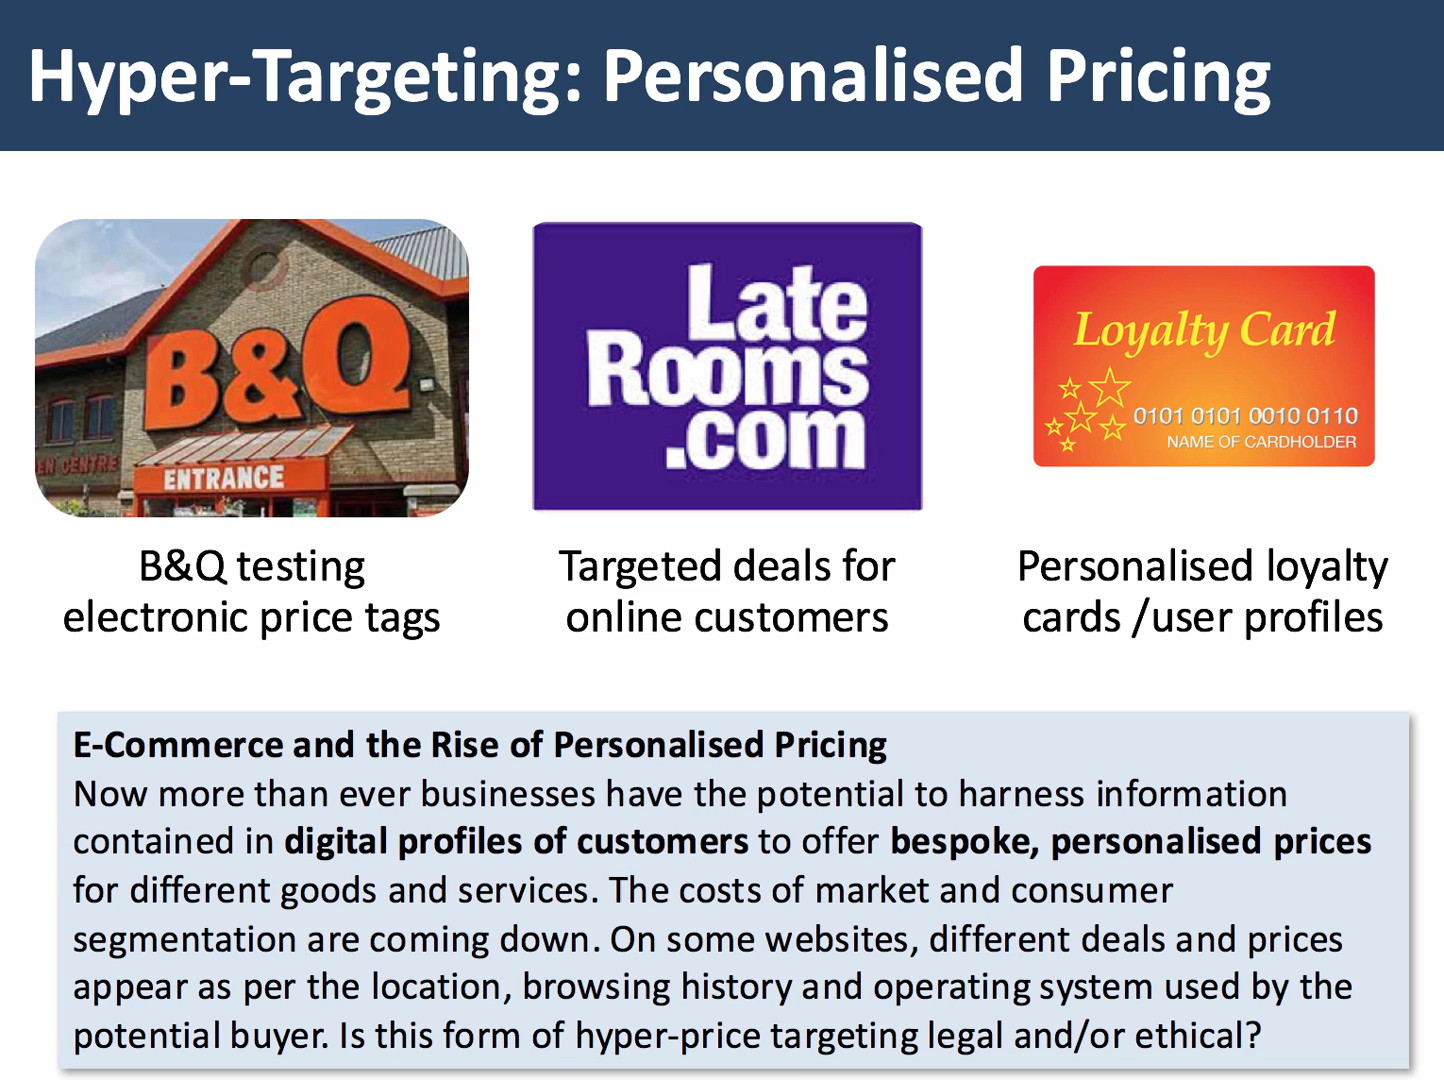 Hyper-Targeting: Personalised Pricing
B&Q
EN CENTRE
ENTRANCE
Late
Rooms
.com
Loyalty Card
0101 0101 0010 0110
NAME OF CARDHOLDER
B&Q testing
electronic price tags
Targeted deals for
online customers
Personalised loyalty
cards /user profiles
E-Commerce and the Rise of Personalised Pricing
Now more than ever businesses have the potential to harness information
contained in digital profiles of customers to offer bespoke, personalised prices
for different goods and services. The costs of market and consumer
segmentation are coming down. On some websites, different deals and prices
appear as per the location, browsing history and operating system used by the
potential buyer. Is this form of hyper-price targeting legal and/or ethical?